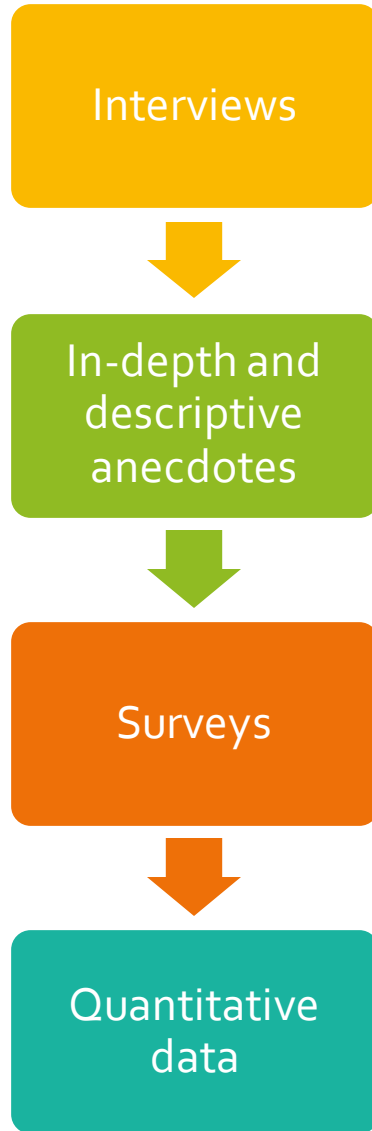 Interviews
In-depth and
descriptive
anecdotes
Surveys
Quantitative
data